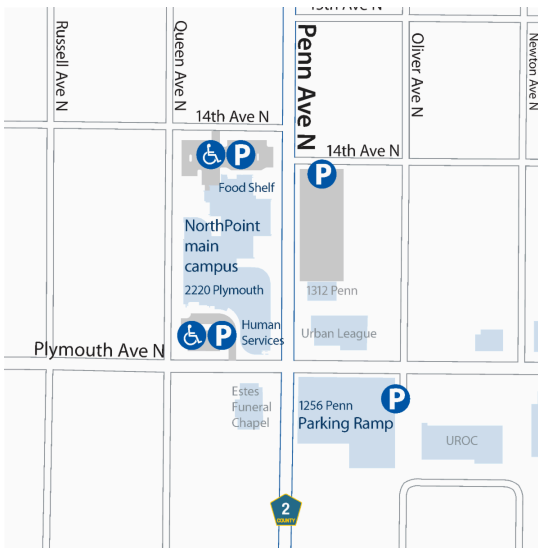 15th Ave N
Russell Ave N
Queen Ave N
Penn Ave N
Oliver Ave N
Newton Ave N
14th Ave N
14th Ave N
P
P
Food Shelf
NorthPoint
main
campus
2220 Plymouth
1312 Penn
P
Human
Services
Urban League
Plymouth Ave N
Estes
Funeral
Chapel
P
1256 Penn
Parking Ramp
UROC
2
COUNTY